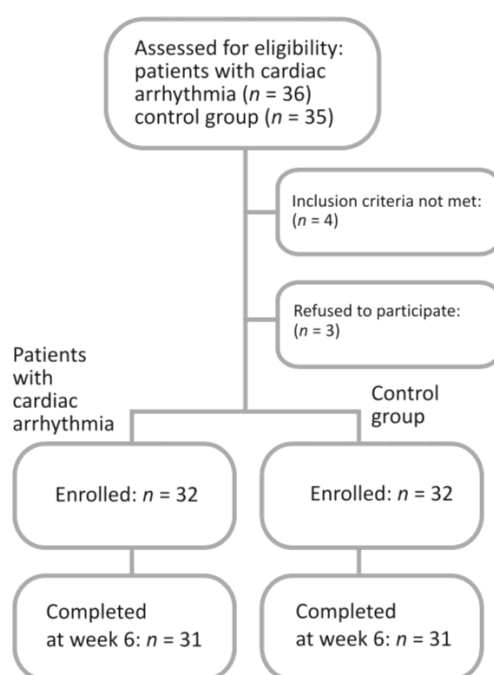 Assessed for eligibility:
patients with cardiac
arrhythmia (n = 36)
control group (n = 35)
Inclusion criteria not met:
(n = 4)
Refused to participate:
(n = 3)
Patients
with
cardiac
arrhythmia
Control
group
Enrolled: n = 32
Enrolled: n = 32
Completed
at week 6: n = 31
Completed
at week 6: n = 31